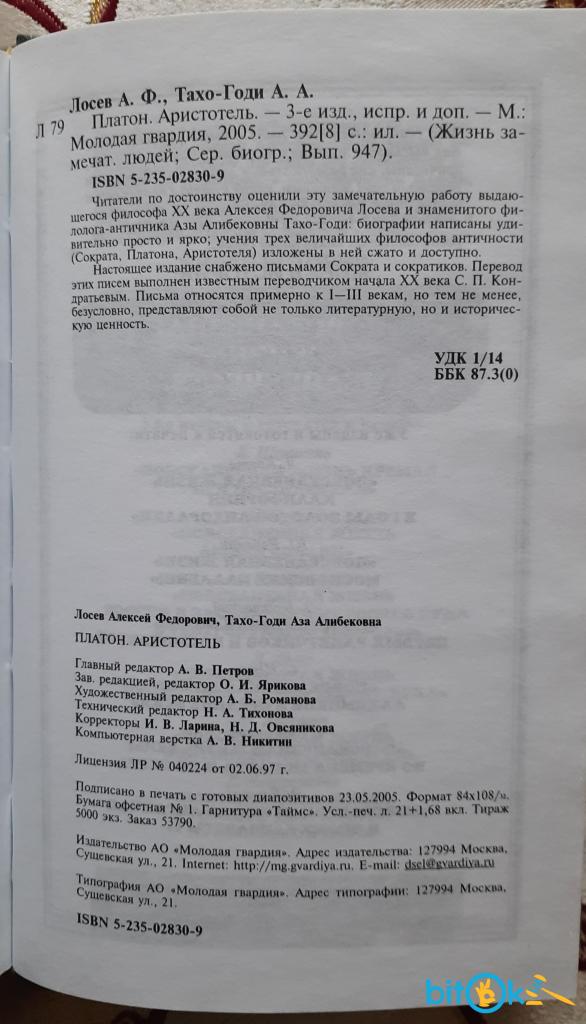 Лосев А. Ф., Тахо-Годи А. А.
Л 79
Платон. Аристотель. — 3-е изд., испр. и доп. — М.:
Молодая гвардия, 2005. — 392[8] с.: ил. — (Жизнь за-
мечат. людей; Сер. биогр.; Вып. 947).
ISBN 5-235-02830-9
Читатели по достоинству оценили эту замечательную работу выдаю-
щегося философа XX века Алексея Федоровича Лосева и знаменитого фи-
лолога-античника Азы Алибековны Тахо-Годи: биографии написаны уди-
вительно просто и ярко; учения трех величайших философов античности
(Сократа, Платона, Аристотеля) изложены в ней сжато и доступно.
Настоящее издание снабжено письмами Сократа и сократиков. Перевод
этих писем выполнен известным переводчиком начала XX века С. П. Кон-
дратьевым. Письма относятся примерно к I—III векам, но тем не менее,
безусловно, представляют собой не только литературную, но и историчес-
кую ценность.
УДК 1/14
ББК 87.3(0)
Лосев Алексей Федорович, Тахо-Годи Аза Алибековна
ПЛАТОН. АРИСТОТЕЛЬ
Главный редактор А. В. Петров
Зав. редакцией, редактор О. И. Ярикова
Художественный редактор А. Б. Романова
Технический редактор Н. А. Тихонова
Корректоры И. В. Ларина, Н. Д. Овсяникова
Компьютерная верстка А. В. Никитин
Лицензия ЛР № 040224 от 02.06.97 г.
Подписано в печать с готовых диапозитивов 23.05.2005. Формат 84х108/
Бумага офсетная № 1. Гарнитура «Таймс». Усл.-печ. л. 21+1,68 вкл. Тираж
5000 экз. Заказ 53790.
Издательство АО «Молодая гвардия». Адрес издательства: 127994 Москва,
Сущевская ул., 21. Internet: http://mg.gvardiya.ru. E-mail: dsel@gvardiya.ru
Типография АО «Молодая гвардия». Адрес типографии: 127994 Москва,
Сущевская ул., 21.
ISBN 5-235-02830-9
bitOk